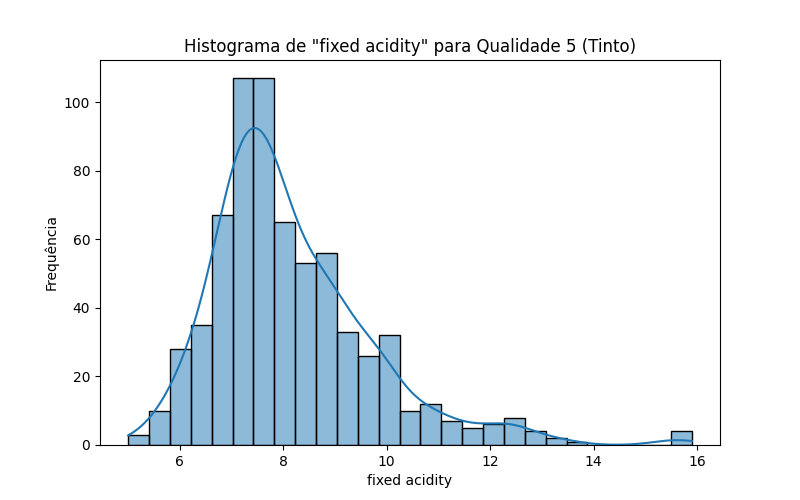 Histograma de "fixed acidity" para Qualidade 5 (Tinto)
Frequência
100
80
60
40
20
0
6 8 10 12 14 16
fixed acidity